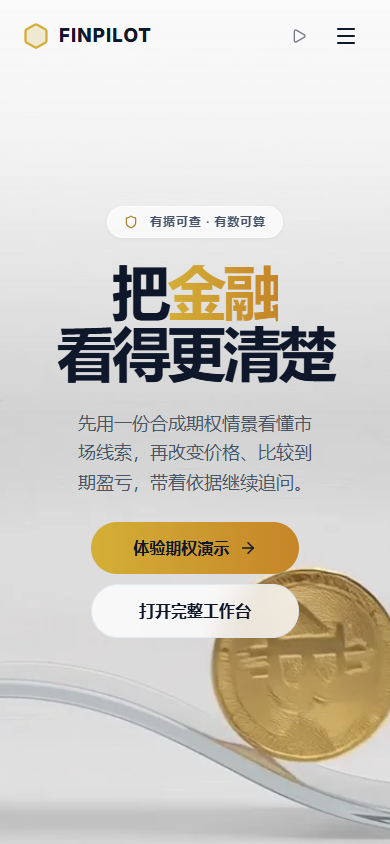 FINPILOT
有据可查 · 有数可算
把金融
看得更清楚
先用一份合成期权情景看懂市
场线索，再改变价格、比较到
期盈亏，带着依据继续追问。
体验期权演示 →
打开完整工作台